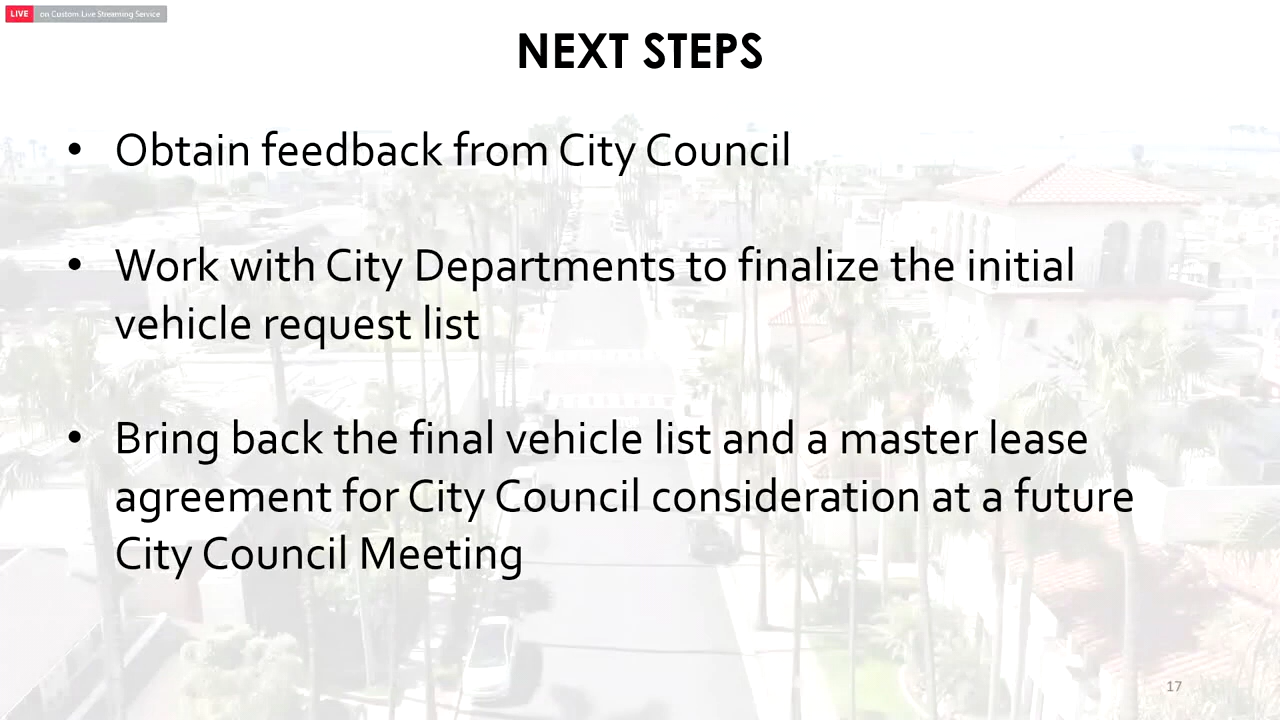 LIVE on Custom Live Streaming Service
NEXT STEPS
• Obtain feedback from City Council
• Work with City Departments to finalize the initial
vehicle request list
• Bring back the final vehicle list and a master lease
agreement for City Council consideration at a future
City Council Meeting
17